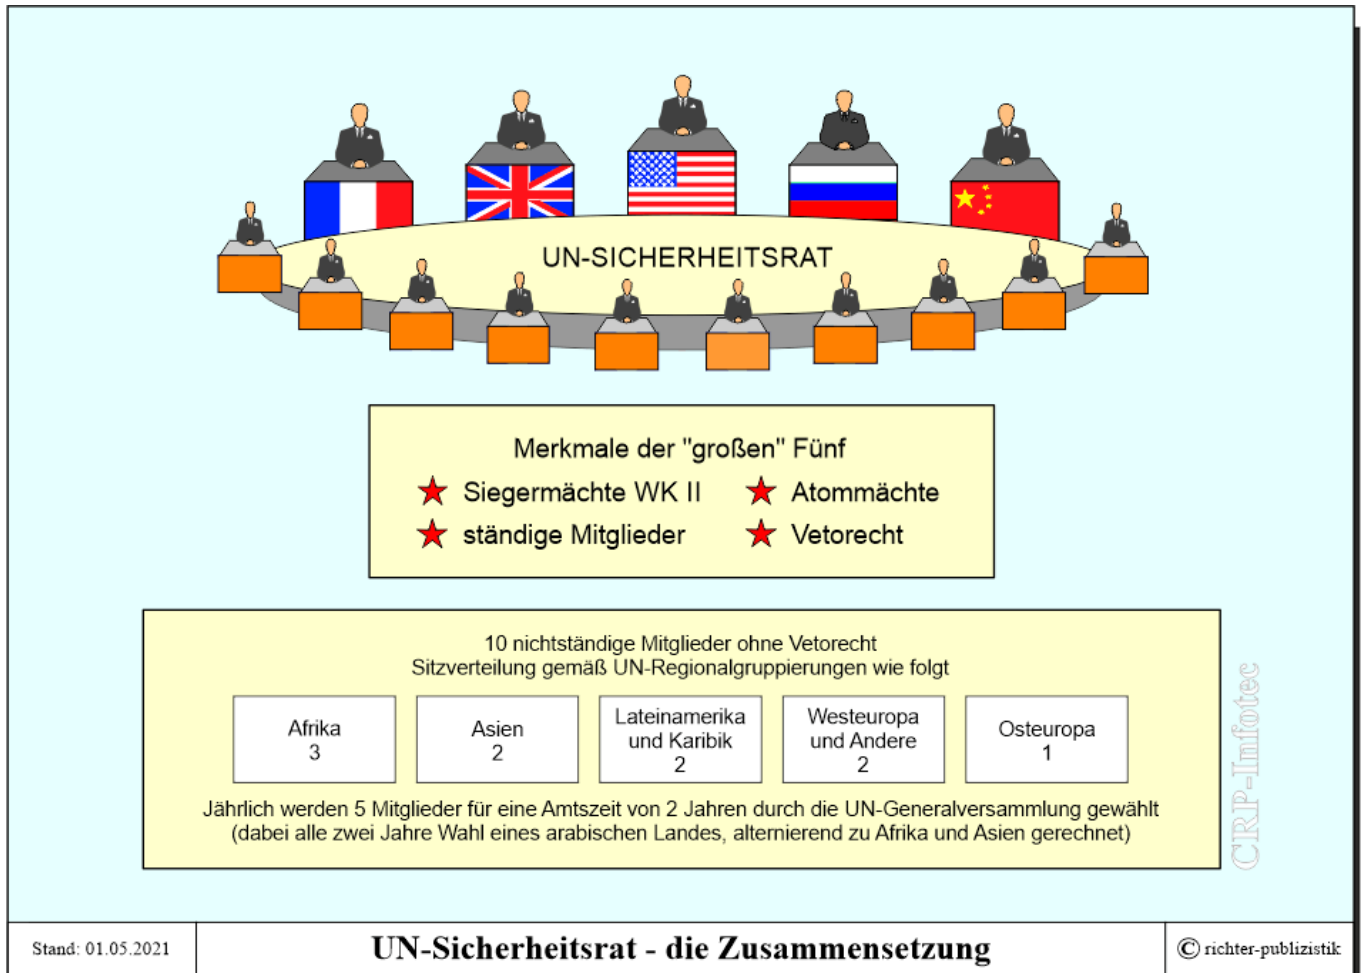 UN-SICHERHEITSRAT
Merkmale der "großen" Fünf
Siegermächte WK II
Atommächte
ständige Mitglieder
Vetorecht
10 nichtständige Mitglieder ohne Vetorecht
Sitzverteilung gemäß UN-Regionalgruppierungen wie folgt
Afrika
3
Asien
2
Lateinamerika
und Karibik
2
Westeuropa
und Andere
2
Osteuropa
1
Jährlich werden 5 Mitglieder für eine Amtszeit von 2 Jahren durch die UN-Generalversammlung gewählt
(dabei alle zwei Jahre Wahl eines arabischen Landes, alternierend zu Afrika und Asien gerechnet)
CRP-Infotec
Stand: 01.05.2021
UN-Sicherheitsrat - die Zusammensetzung
© richter-publizistik